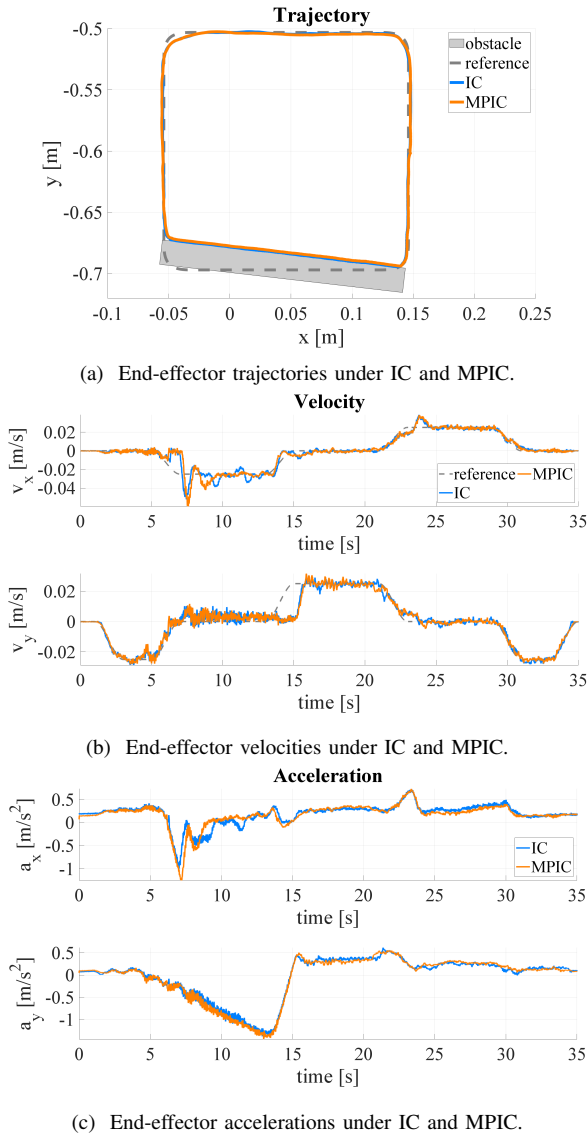 Trajectory
-0.5
-0.55
-0.6
-0.65
-0.7
y [m]
obstacle
reference
IC
MPIC
-0.1 -0.05 0 0.05 0.1 0.15 0.2 0.25
x [m]
(a) End-effector trajectories under IC and MPIC.
Velocity
0.02
0
-0.02
-0.04
v_x [m/s]
reference MPIC
IC
0 5 10 15 20 25 30 35
time [s]
0.02
0
-0.02
v_y [m/s]
0 5 10 15 20 25 30 35
time [s]
(b) End-effector velocities under IC and MPIC.
Acceleration
0.5
0
-0.5
-1
a_x [m/s²]
IC
MPIC
0 5 10 15 20 25 30 35
time [s]
0.5
0
-0.5
-1
a_y [m/s²]
0 5 10 15 20 25 30 35
time [s]
(c) End-effector accelerations under IC and MPIC.